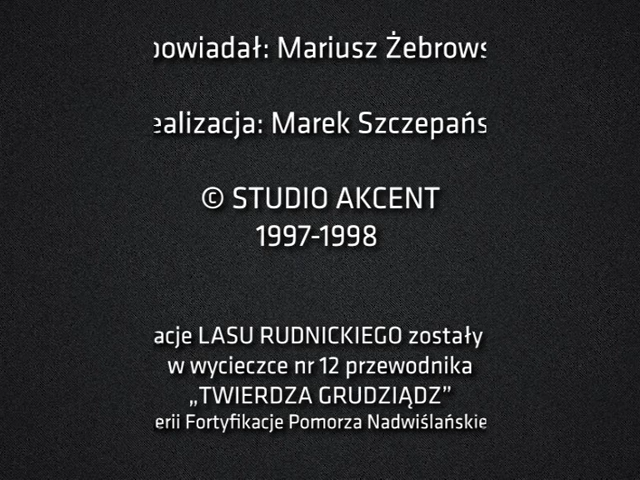 powiadał: Mariusz Żebrows
ealizacja: Marek Szczepańs
© STUDIO AKCENT
1997-1998
acje LASU RUDNICKIEGO zostały
w wycieczce nr 12 przewodnika
„TWIERDZA GRUDZIĄDZ”
erii Fortyfikacje Pomorza Nadwiślańskie